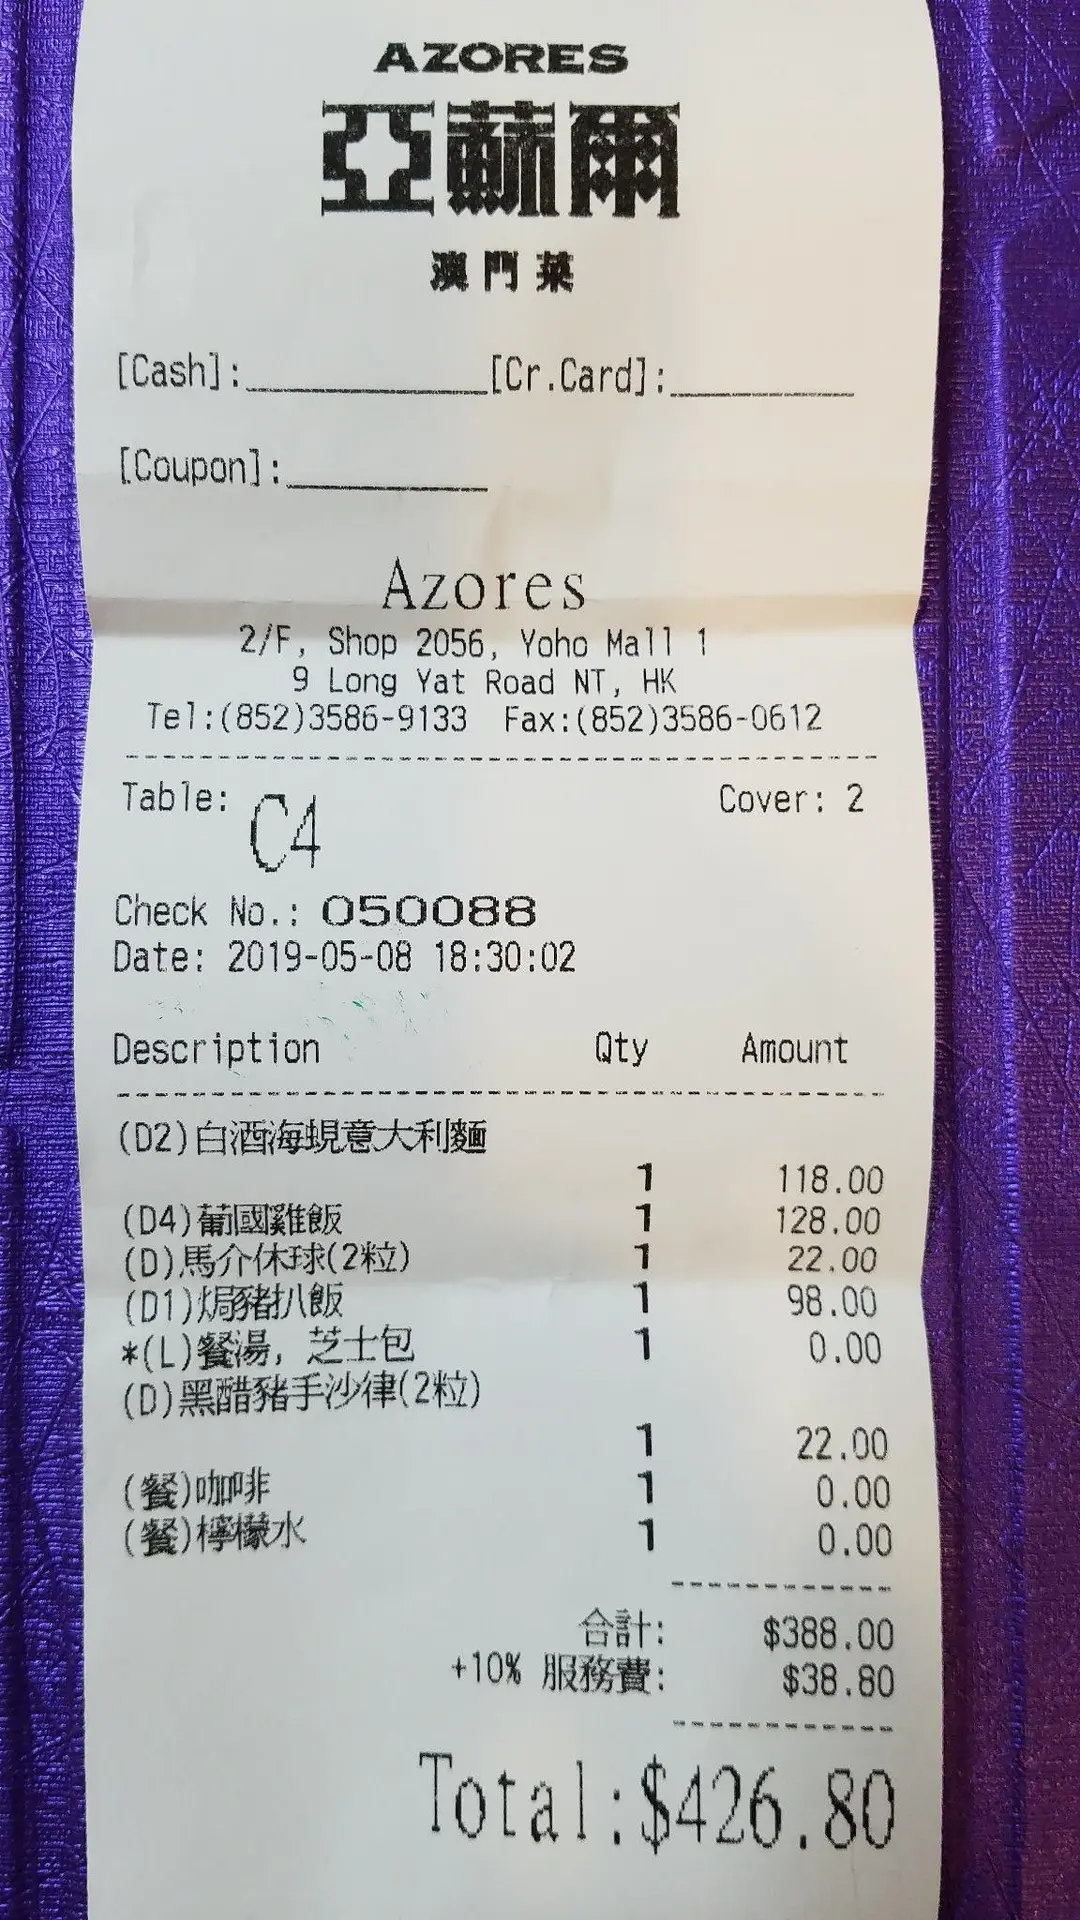 AZORES
亞蘇爾
澳門菜
[Cash]:____________[Cr.Card]:_________
[Coupon]:__________
Azores
2/F, Shop 2056, Yoho Mall 1
9 Long Yat Road NT, HK
Tel:(852)3586-9133 Fax:(852)3586-0612
Table: C4 Cover: 2
Check No.: 050088
Date: 2019-05-08 18:30:02
Description Qty Amount
(D2)白酒海蜆意大利麵
1 118.00
(D4)葡國雞飯 1 128.00
(D)馬介休球(2粒) 1 22.00
(D1)焗豬扒飯 1 98.00
*(L)餐湯, 芝士包 1 0.00
(D)黑醋豬手沙律(2粒)
1 22.00
(餐)咖啡 1 0.00
(餐)檸檬水 1 0.00
合計: $388.00
+10% 服務費: $38.80
Total:$426.80